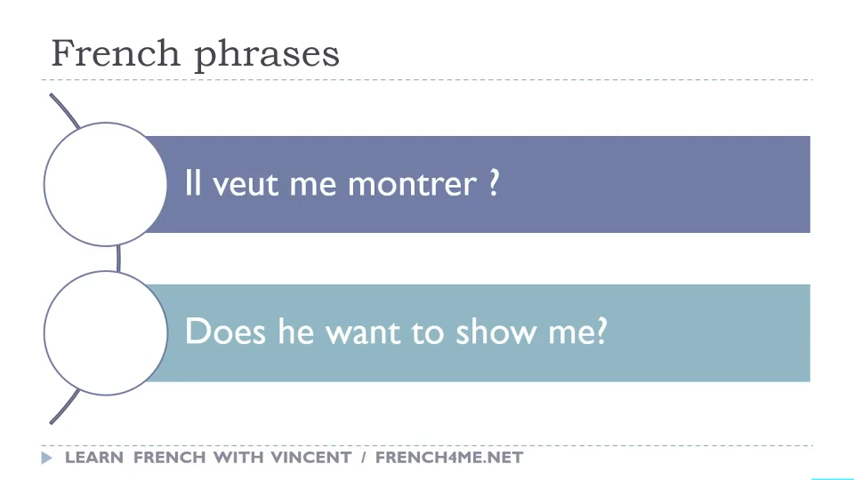 French phrases
Il veut me montrer ?
Does he want to show me?
LEARN FRENCH WITH VINCENT / FRENCH4ME.NET